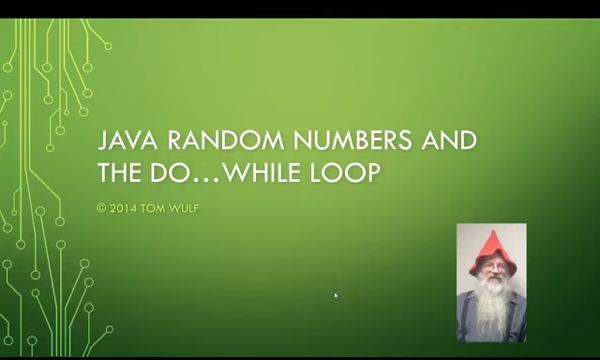 JAVA RANDOM NUMBERS AND
THE DO...WHILE LOOP
© 2014 TOM WULF